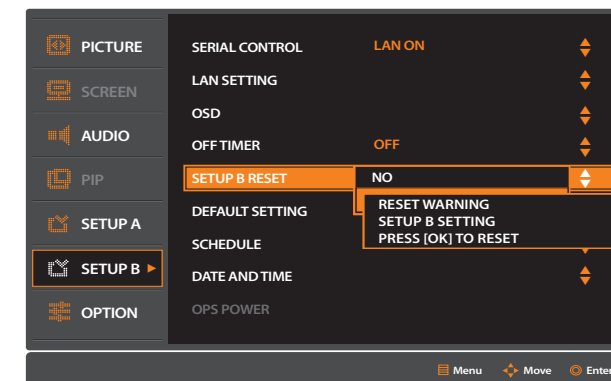 PICTURE
SCREEN
AUDIO
PIP
SETUP A
SETUP B
OPTION
SERIAL CONTROL LAN ON
LAN SETTING
OSD
OFF TIMER OFF
SETUP B RESET NO
DEFAULT SETTING
SCHEDULE
DATE AND TIME
OPS POWER
RESET WARNING
SETUP B SETTING
PRESS [OK] TO RESET
Menu Move Enter